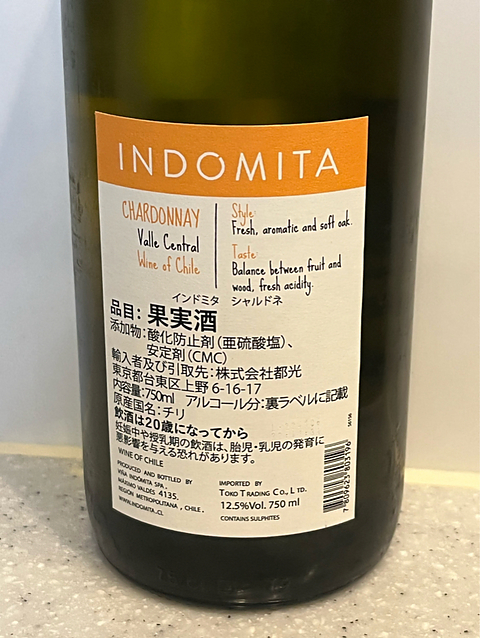 INDOMITA
CHARDONNAY
Valle Central
Wine of Chile
Style:
Fresh, aromatic and soft oak.
Taste:
Balance between fruit and
wood, fresh acidity.
インドミタ シャルドネ
品目: 果実酒
添加物: 酸化防止剤(亜硫酸塩)、
安定剤(CMC)
輸入者及び引取先: 株式会社都光
東京都台東区上野 6-16-17
内容量: 750ml アルコール分: 裏ラベルに記載
原産国名: チリ
飲酒は20歳になってから
妊娠中や授乳期の飲酒は、胎児・乳児の発育に
悪影響を与える恐れがあります。
WINE OF CHILE
PRODUCED AND BOTTLED BY
VIÑA INDOMITA SPA.
MÁXIMO VALDÉS 4135.
REGION METROPOLITANA , CHILE.
WWW.INDOMITA.CL
IMPORTED BY
TOKO TRADING CO., LTD.
12.5%Vol. 750 ml
CONTAINS SULPHITES